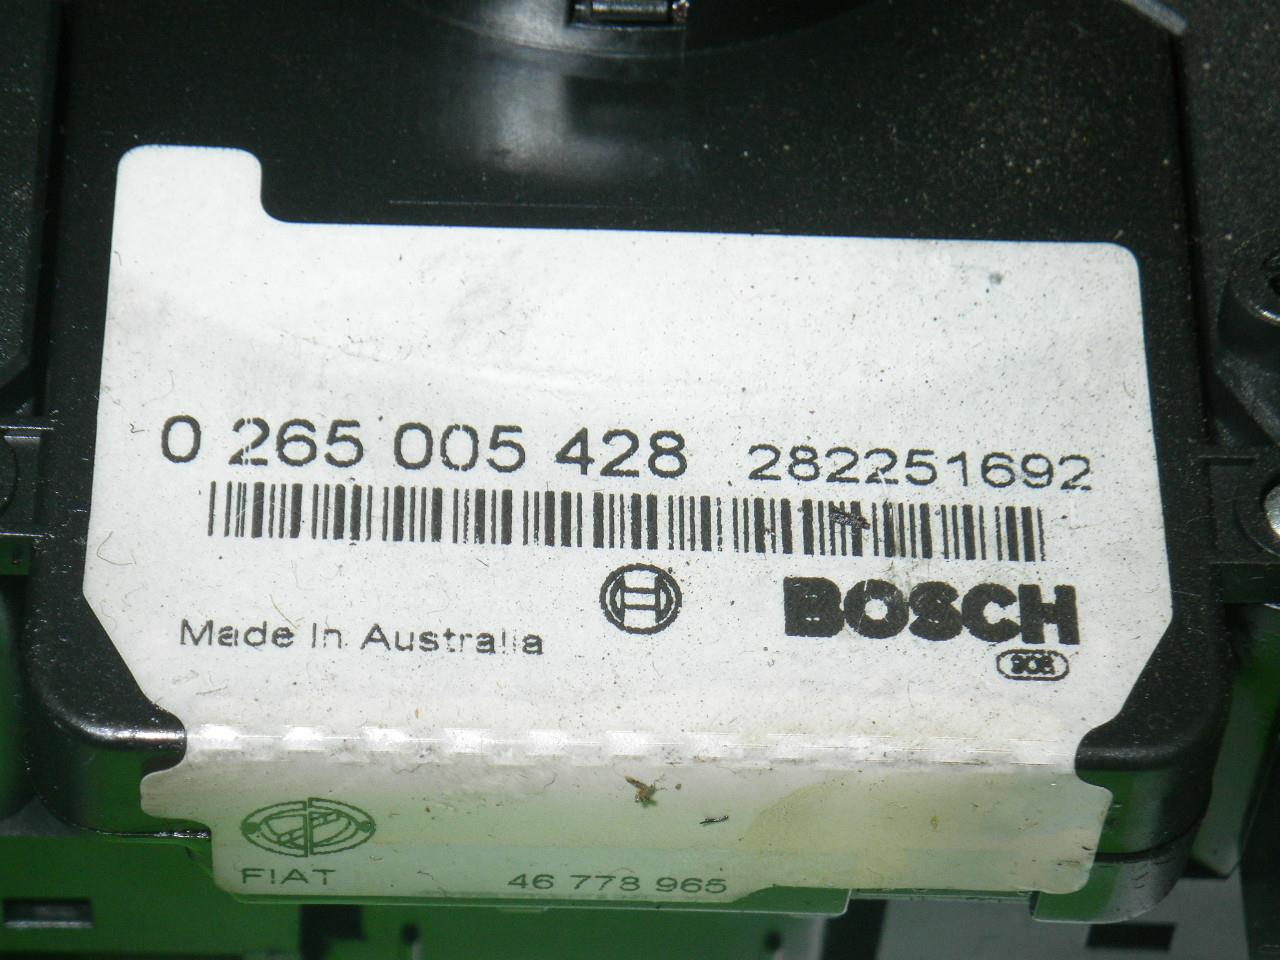 0 265 005 428 282251692
Made In Australia
BOSCH
908
FIAT 46 778 965